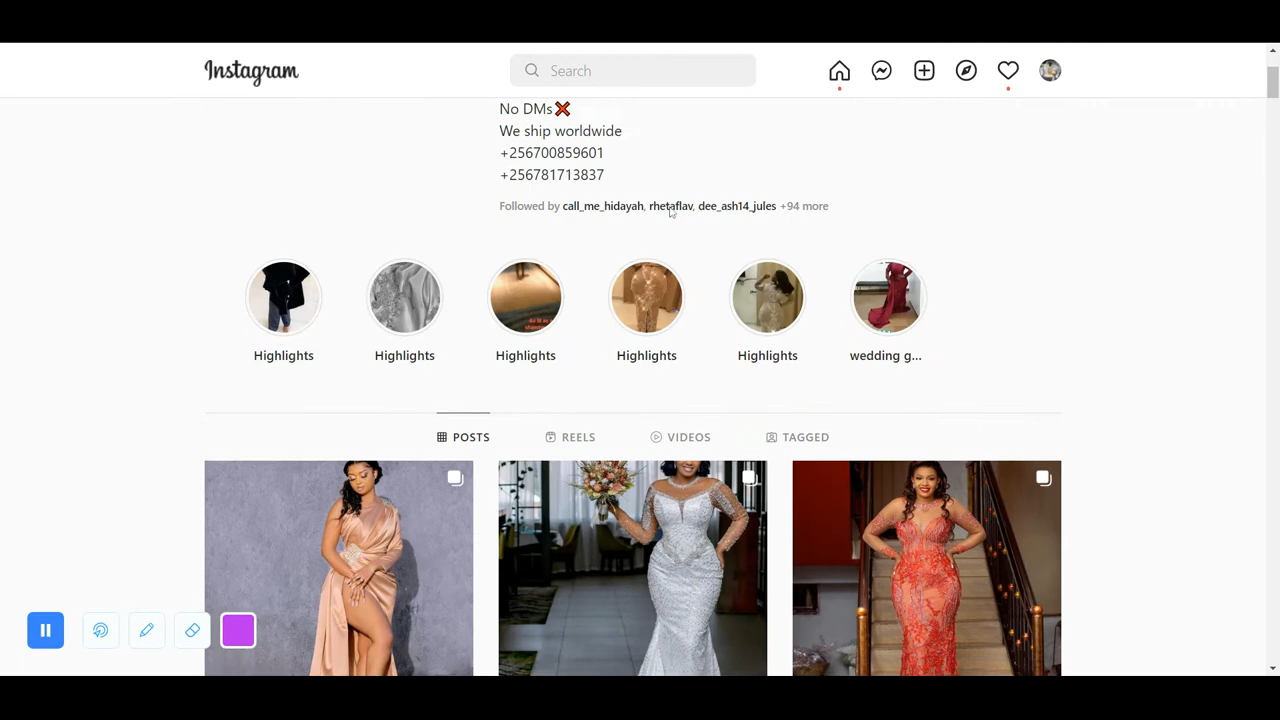 Instagram
Search
No DMs❌
We ship worldwide
+256700859601
+256781713837
Followed by call_me_hidayah, rhetaflav, dee_ash14_jules +94 more
Highlights
Highlights
Highlights
Highlights
Highlights
wedding g...
POSTS
REELS
VIDEOS
TAGGED